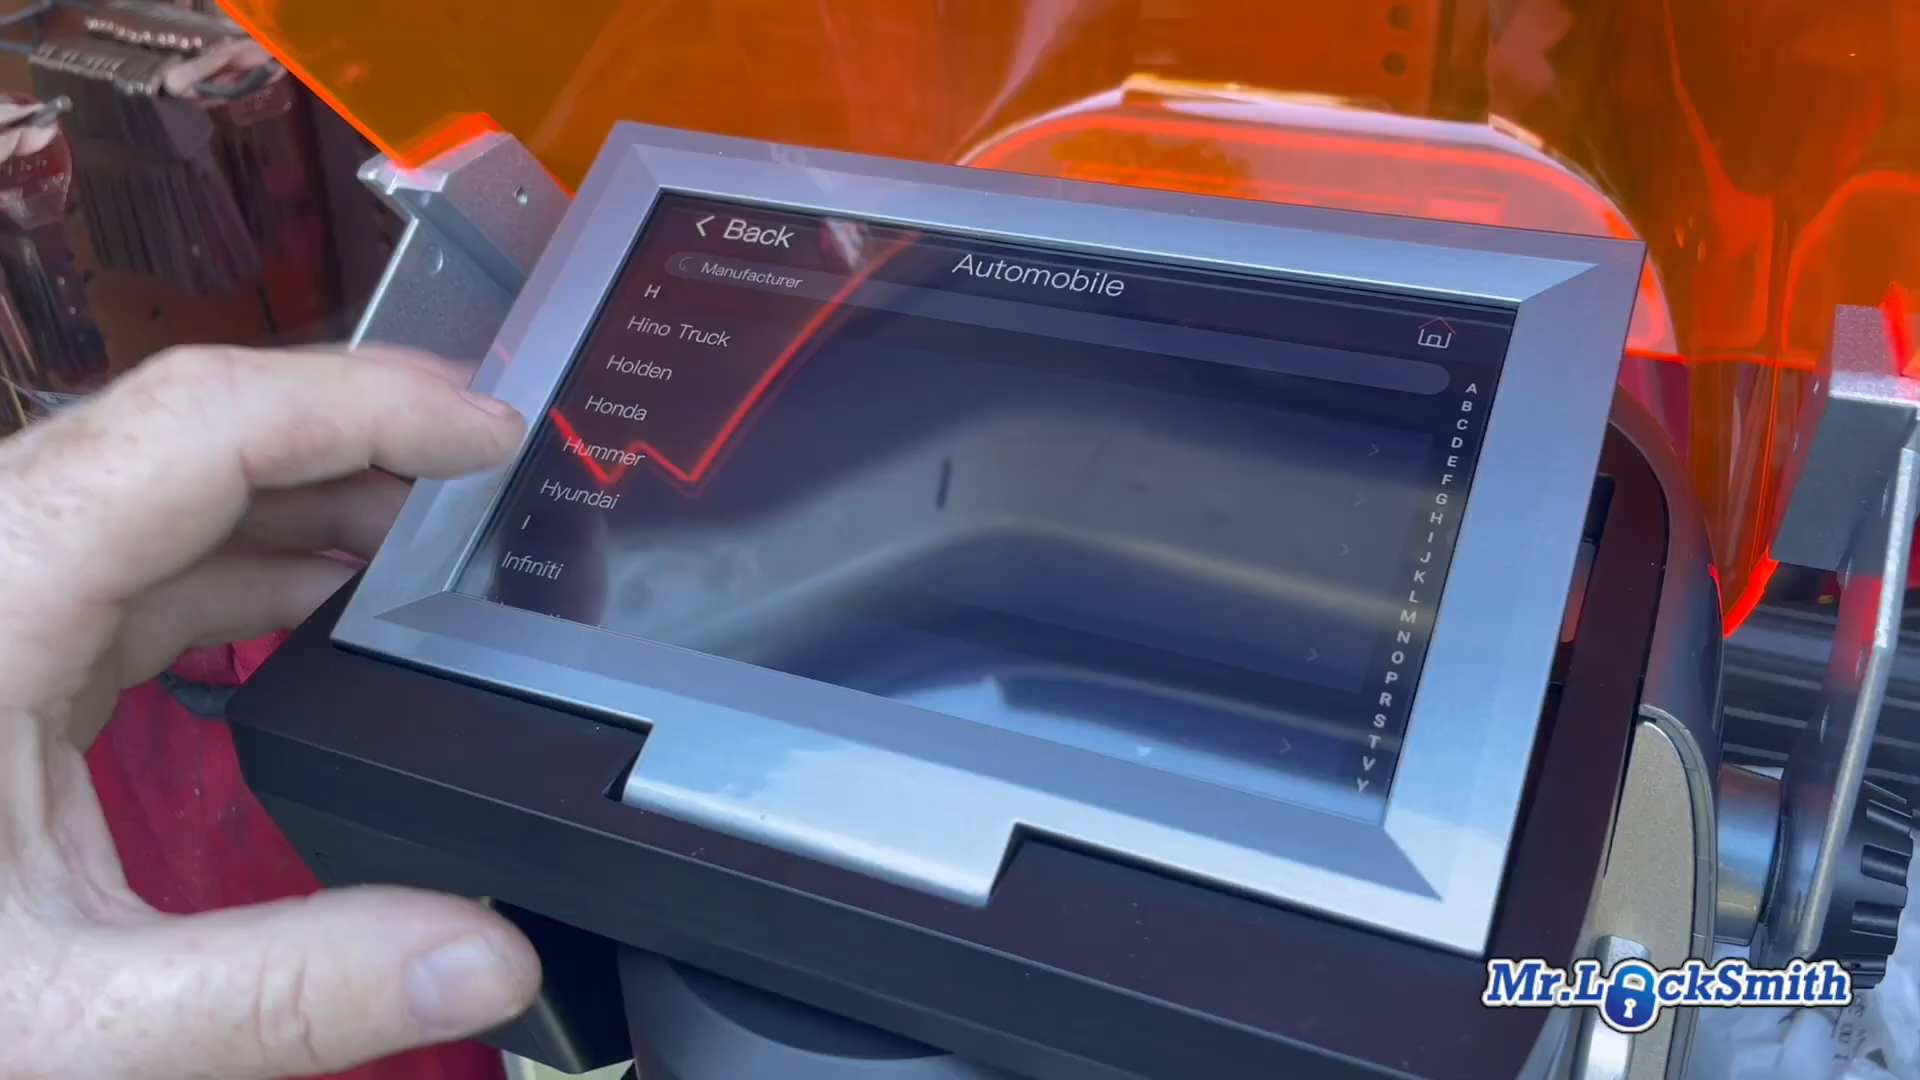 Back
Automobile
Manufacturer
H
Hino Truck
Holden
Honda
Hummer
Hyundai
I
Infiniti
A
B
C
D
E
F
G
H
I
J
K
L
M
N
O
P
R
S
T
V
Y
Mr.LockSmith